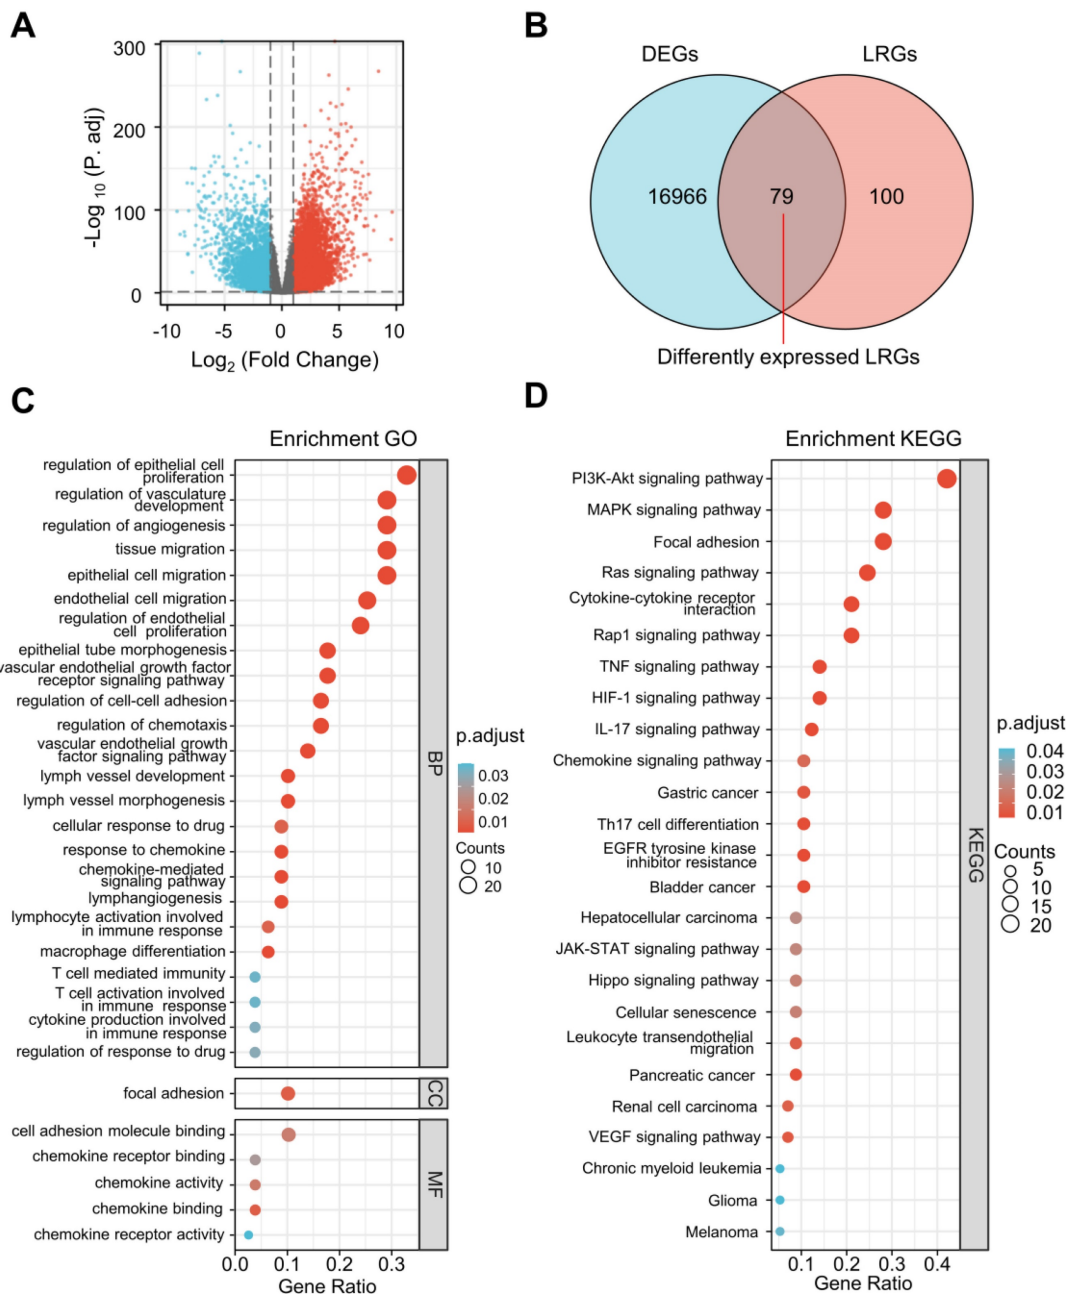 A
300
200
100
0
-Log 10 (P. adj)
-10 -5 0 5 10
Log2 (Fold Change)
B
DEGs LRGs
16966 79 100
Differently expressed LRGs
C
Enrichment GO
regulation of epithelial cell
proliferation
regulation of vasculature
development
regulation of angiogenesis
tissue migration
epithelial cell migration
endothelial cell migration
regulation of endothelial
cell proliferation
epithelial tube morphogenesis
vascular endothelial growth factor
receptor signaling pathway
regulation of cell-cell adhesion
regulation of chemotaxis
vascular endothelial growth
factor signaling pathway
lymph vessel development
lymph vessel morphogenesis
cellular response to drug
response to chemokine
chemokine-mediated
signaling pathway
lymphangiogenesis
lymphocyte activation involved
in immune response
macrophage differentiation
T cell mediated immunity
T cell activation involved
in immune response
cytokine production involved
in immune response
regulation of response to drug
BP
focal adhesion
CC
cell adhesion molecule binding
chemokine receptor binding
chemokine activity
chemokine binding
chemokine receptor activity
MF
0.0 0.1 0.2 0.3
Gene Ratio
p.adjust
0.03
0.02
0.01
Counts
10
20
D
Enrichment KEGG
PI3K-Akt signaling pathway
MAPK signaling pathway
Focal adhesion
Ras signaling pathway
Cytokine-cytokine receptor
interaction
Rap1 signaling pathway
TNF signaling pathway
HIF-1 signaling pathway
IL-17 signaling pathway
Chemokine signaling pathway
Gastric cancer
Th17 cell differentiation
EGFR tyrosine kinase
inhibitor resistance
Bladder cancer
Hepatocellular carcinoma
JAK-STAT signaling pathway
Hippo signaling pathway
Cellular senescence
Leukocyte transendothelial
migration
Pancreatic cancer
Renal cell carcinoma
VEGF signaling pathway
Chronic myeloid leukemia
Glioma
Melanoma
KEGG
0.1 0.2 0.3 0.4
Gene Ratio
p.adjust
0.04
0.03
0.02
0.01
Counts
5
10
15
20